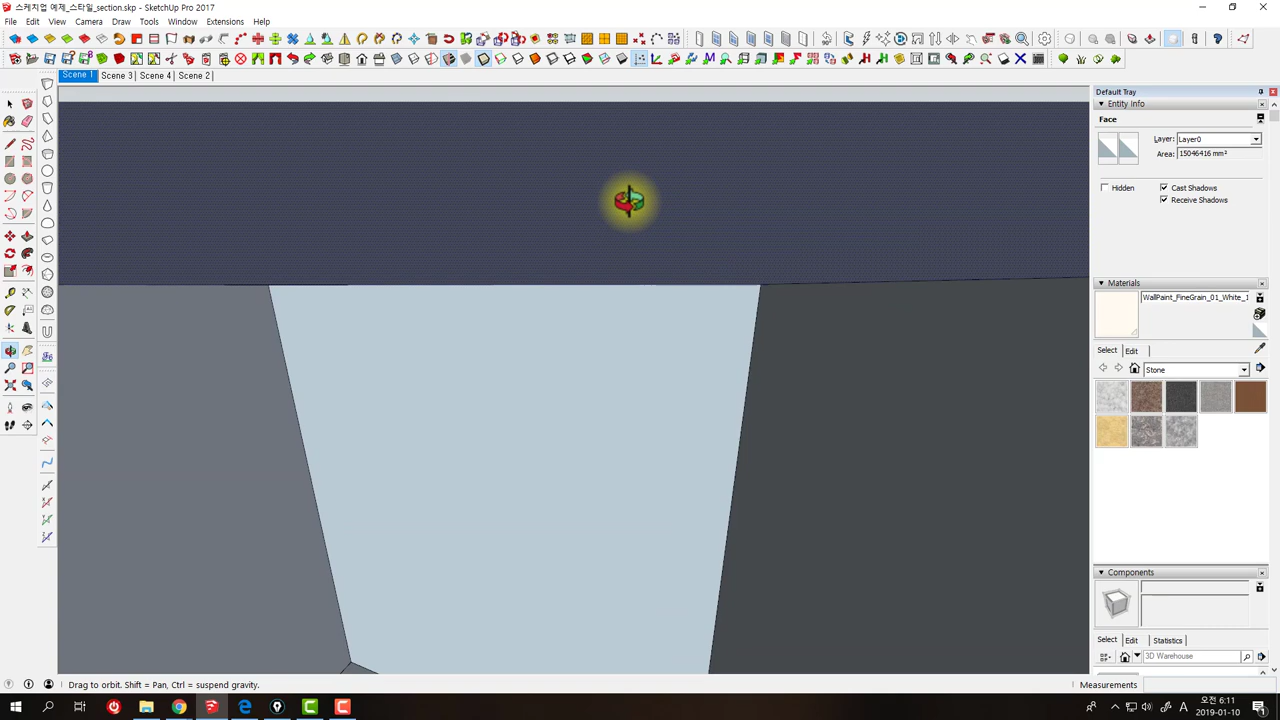 스케치업 예제_스타일_section.skp - SketchUp Pro 2017
File Edit View Camera Draw Tools Window Extensions Help
Scene 1 Scene 3 Scene 4 Scene 2
Default Tray
Entity Info
Face
Layer: Layer0
Area: 15046416 mm²
Hidden Cast Shadows
Receive Shadows
Materials
WallPaint_FineGrain_01_White_1
Select Edit
Stone
Components
Select Edit Statistics
3D Warehouse
Drag to orbit. Shift = Pan, Ctrl = suspend gravity.
Measurements
A
오전 6:11
2019-01-10